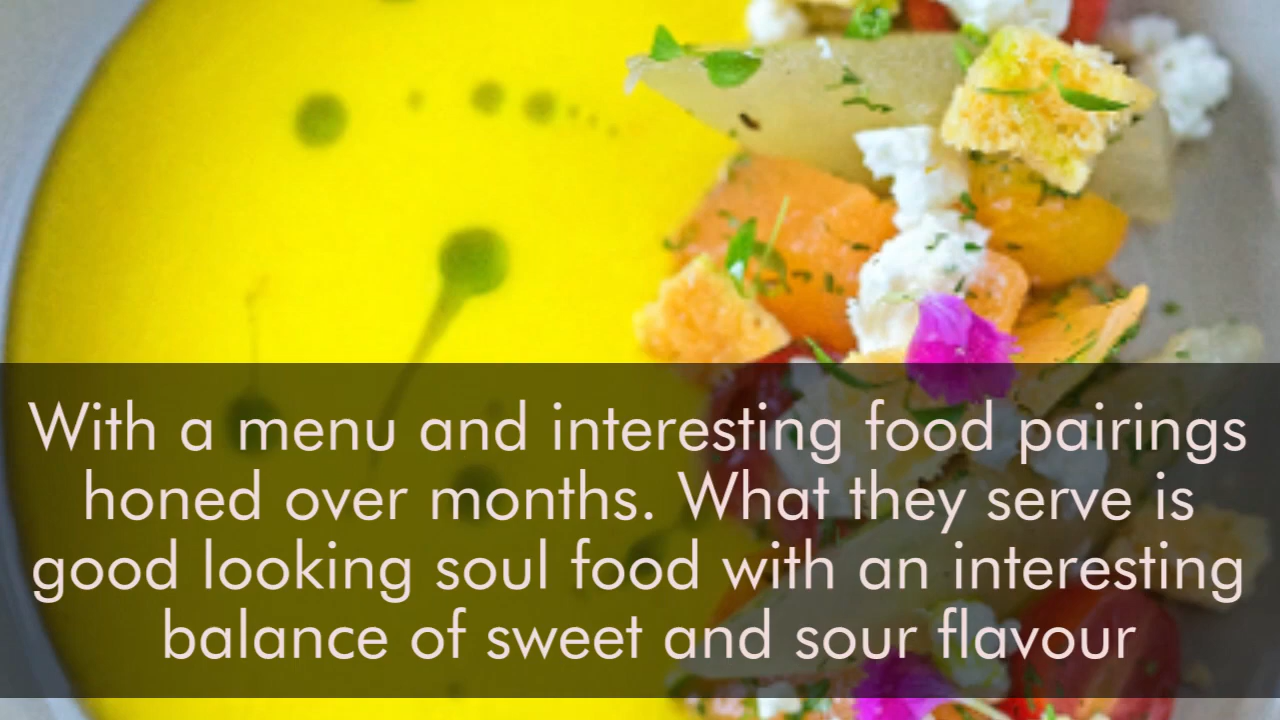 With a menu and interesting food pairings
honed over months. What they serve is
good looking soul food with an interesting
balance of sweet and sour flavour